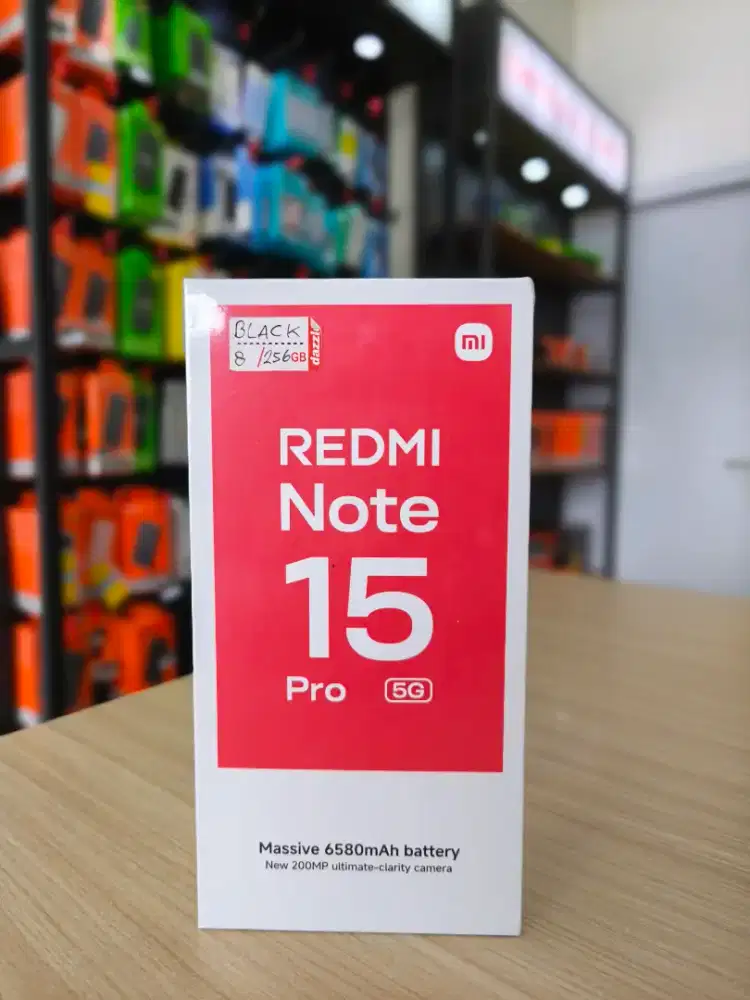 BLACK
8 /256GB
dazzle
mi
REDMI
Note
15
Pro 5G
Massive 6580mAh battery
New 200MP ultimate-clarity camera